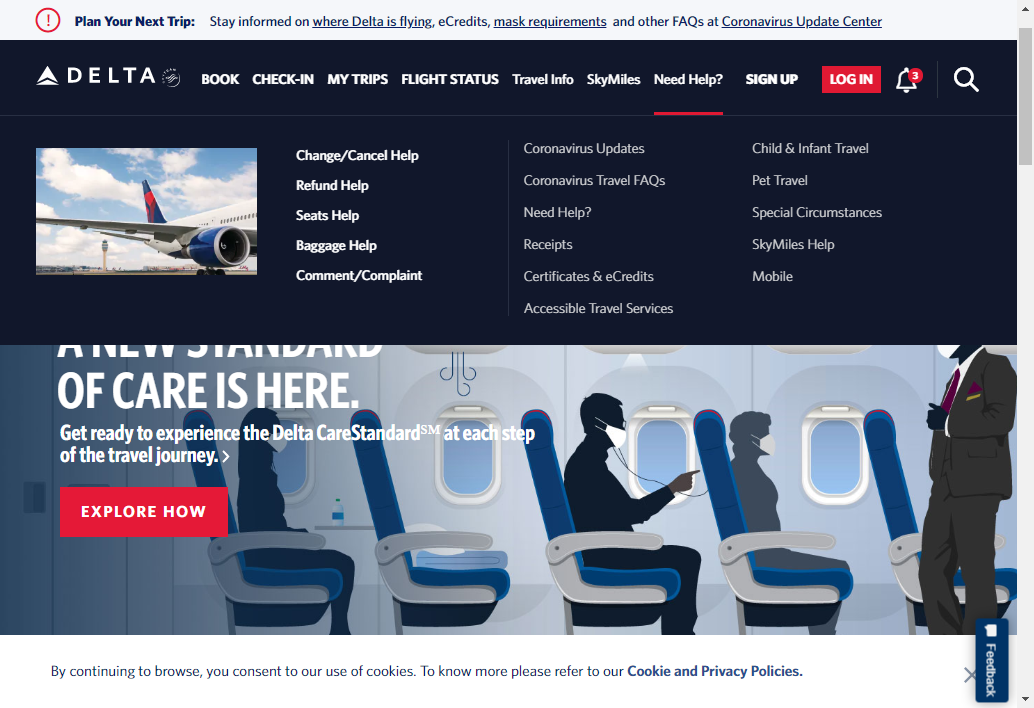 Plan Your Next Trip: Stay informed on where Delta is flying, eCredits, mask requirements and other FAQs at Coronavirus Update Center
DELTA BOOK CHECK-IN MY TRIPS FLIGHT STATUS Travel Info SkyMiles Need Help? SIGN UP LOG IN 3
Change/Cancel Help
Refund Help
Seats Help
Baggage Help
Comment/Complaint
Coronavirus Updates
Coronavirus Travel FAQs
Need Help?
Receipts
Certificates & eCredits
Accessible Travel Services
Child & Infant Travel
Pet Travel
Special Circumstances
SkyMiles Help
Mobile
A NEW STANDARD
OF CARE IS HERE.
Get ready to experience the Delta CareStandard℠ at each step
of the travel journey. >
EXPLORE HOW
By continuing to browse, you consent to our use of cookies. To know more please refer to our Cookie and Privacy Policies.
Feedback